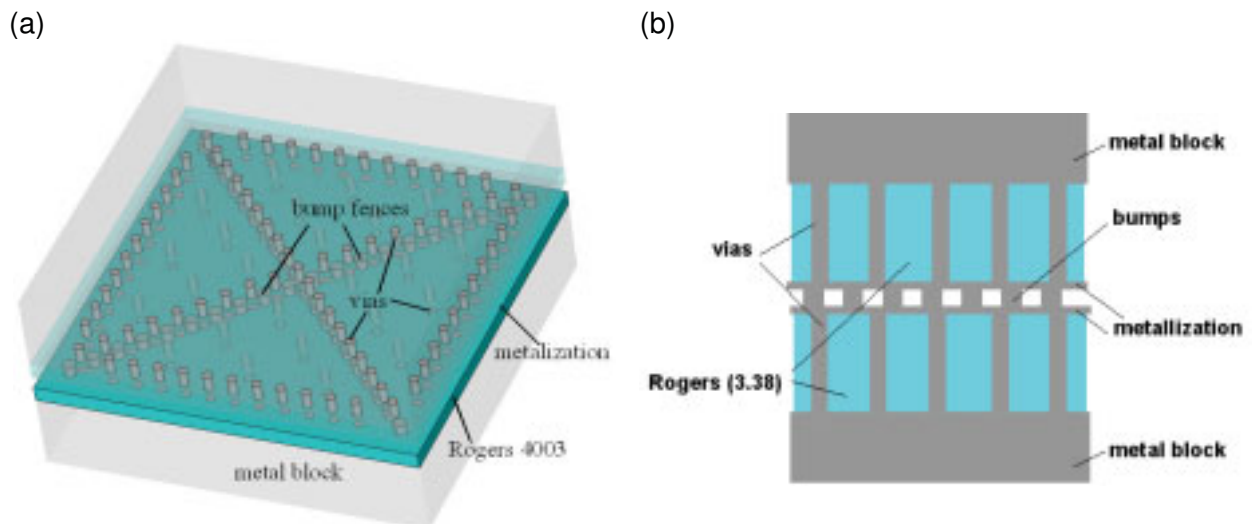 (a)
(b)
bump fences
vias
metalization
Rogers 4003
metal block
metal block
bumps
vias
metallization
Rogers (3.38)
metal block